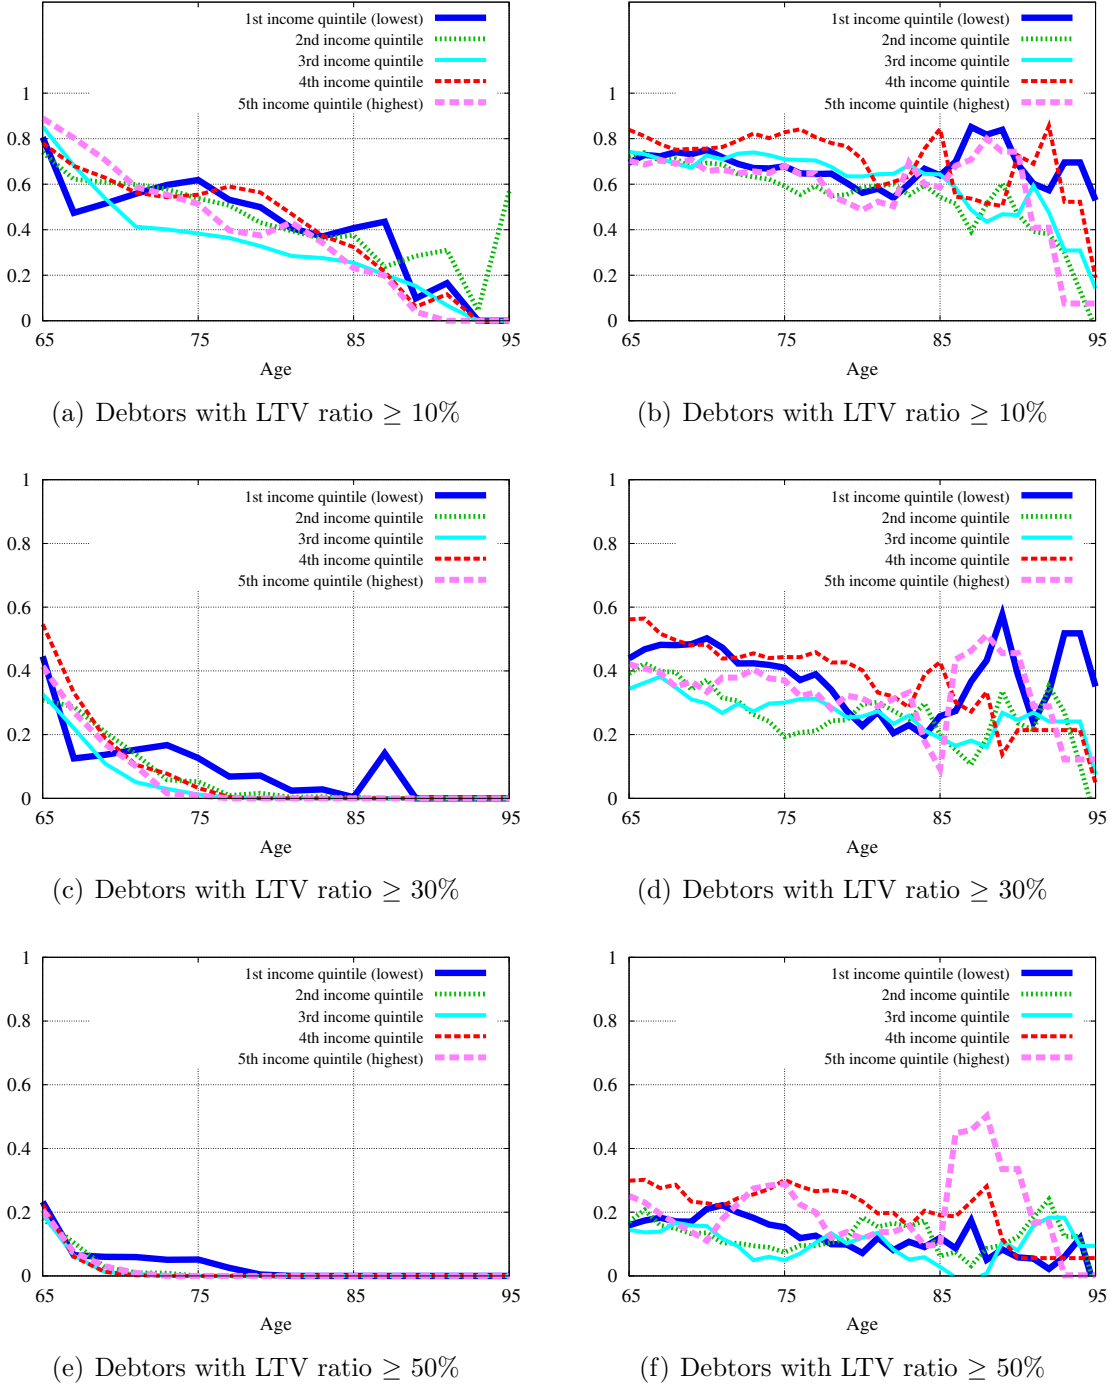 1st income quintile (lowest)
2nd income quintile
3rd income quintile
4th income quintile
5th income quintile (highest)
1
0.8
0.6
0.4
0.2
0
65 75 85 95
Age
(a) Debtors with LTV ratio ≥ 10%
1st income quintile (lowest)
2nd income quintile
3rd income quintile
4th income quintile
5th income quintile (highest)
1
0.8
0.6
0.4
0.2
0
65 75 85 95
Age
(b) Debtors with LTV ratio ≥ 10%
1
1st income quintile (lowest)
2nd income quintile
3rd income quintile
4th income quintile
5th income quintile (highest)
0.8
0.6
0.4
0.2
0
65 75 85 95
Age
(c) Debtors with LTV ratio ≥ 30%
1
1st income quintile (lowest)
2nd income quintile
3rd income quintile
4th income quintile
5th income quintile (highest)
0.8
0.6
0.4
0.2
0
65 75 85 95
Age
(d) Debtors with LTV ratio ≥ 30%
1
1st income quintile (lowest)
2nd income quintile
3rd income quintile
4th income quintile
5th income quintile (highest)
0.8
0.6
0.4
0.2
0
65 75 85 95
Age
(e) Debtors with LTV ratio ≥ 50%
1
1st income quintile (lowest)
2nd income quintile
3rd income quintile
4th income quintile
5th income quintile (highest)
0.8
0.6
0.4
0.2
0
65 75 85 95
Age
(f) Debtors with LTV ratio ≥ 50%